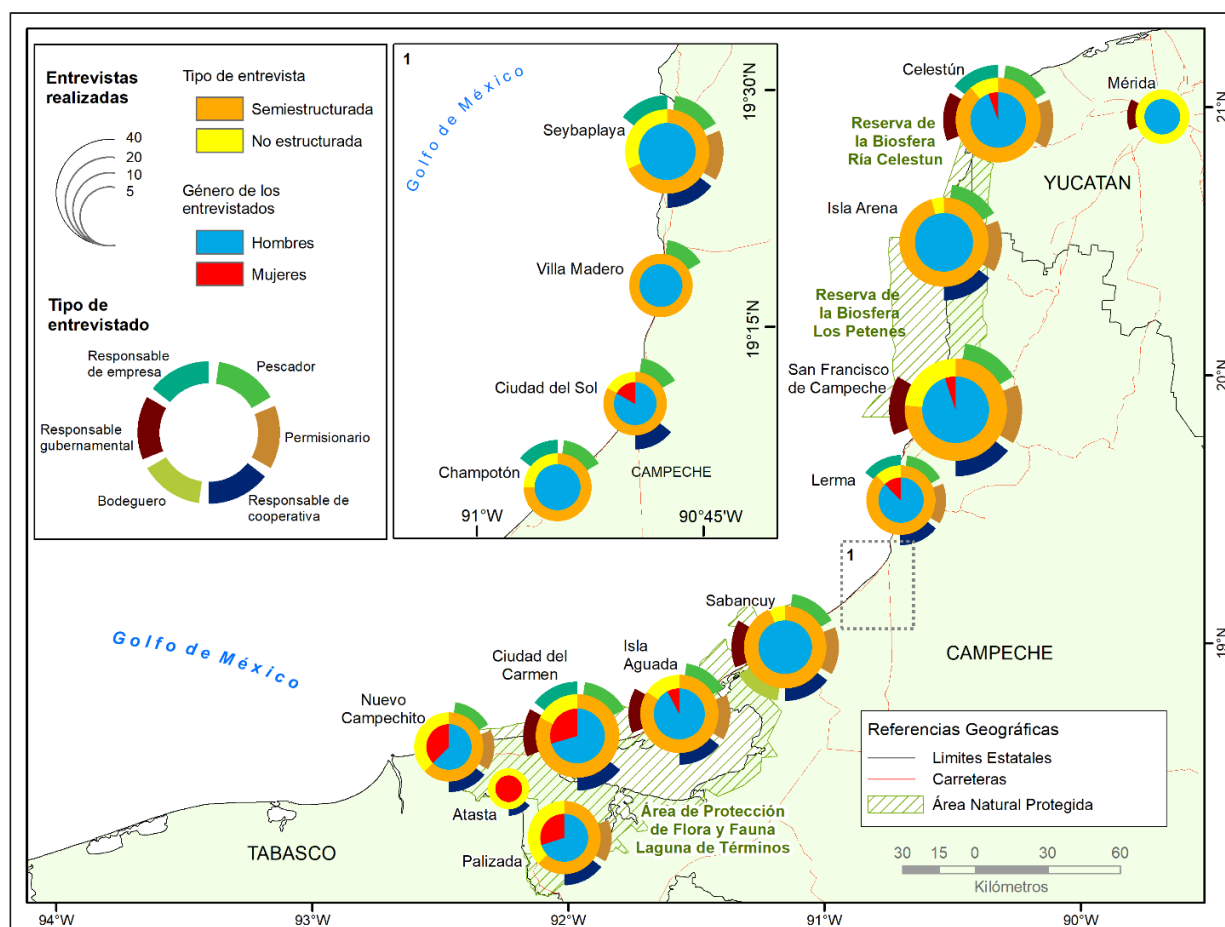 Entrevistas
realizadas
40
20
10
5
Tipo de entrevista
Semiestructurada
No estructurada
Género de los
entrevistados
Hombres
Mujeres
Tipo de
entrevistado
Responsable
de empresa
Pescador
Responsable
gubernamental
Permisionario
Bodeguero
Responsable de
cooperativa
1
Golfo de México
Seybaplaya
Villa Madero
Ciudad del Sol
Champotón
CAMPECHE
19°30'N
19°15'N
91°W
90°45'W
Celestún
Mérida
Reserva de
la Biosfera
Ría Celestun
YUCATAN
Isla Arena
Reserva de
la Biosfera
Los Petenes
San Francisco
de Campeche
Lerma
1
Sabancuy
Isla
Aguada
Ciudad del
Carmen
Nuevo
Campechito
Atasta
Palizada
Golfo de México
CAMPECHE
TABASCO
Área de Protección
de Flora y Fauna
Laguna de Términos
Referencias Geográficas
Limites Estatales
Carreteras
Área Natural Protegida
30 15 0 30 60
Kilómetros
21°N
20°N
19°N
94°W
93°W
92°W
91°W
90°W